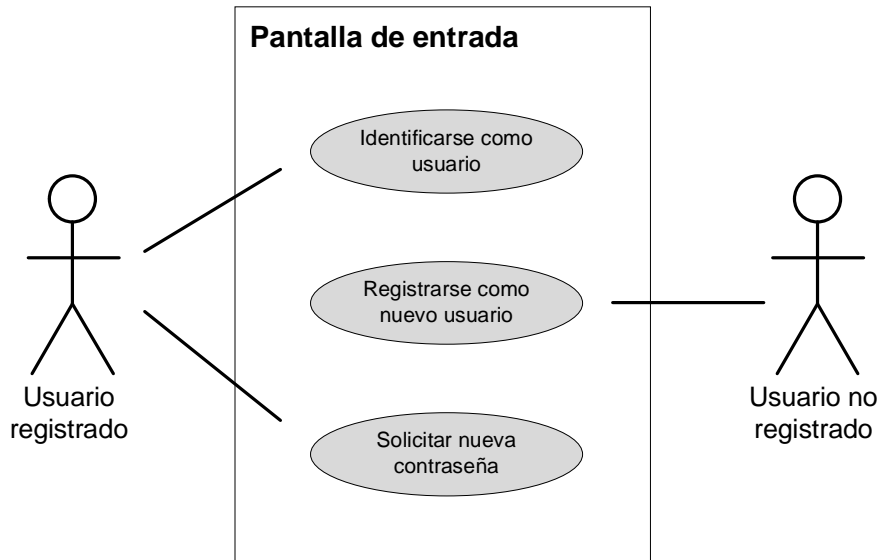 Pantalla de entrada
Identificarse como
usuario
Registrarse como
nuevo usuario
Solicitar nueva
contraseña
Usuario
registrado
Usuario no
registrado